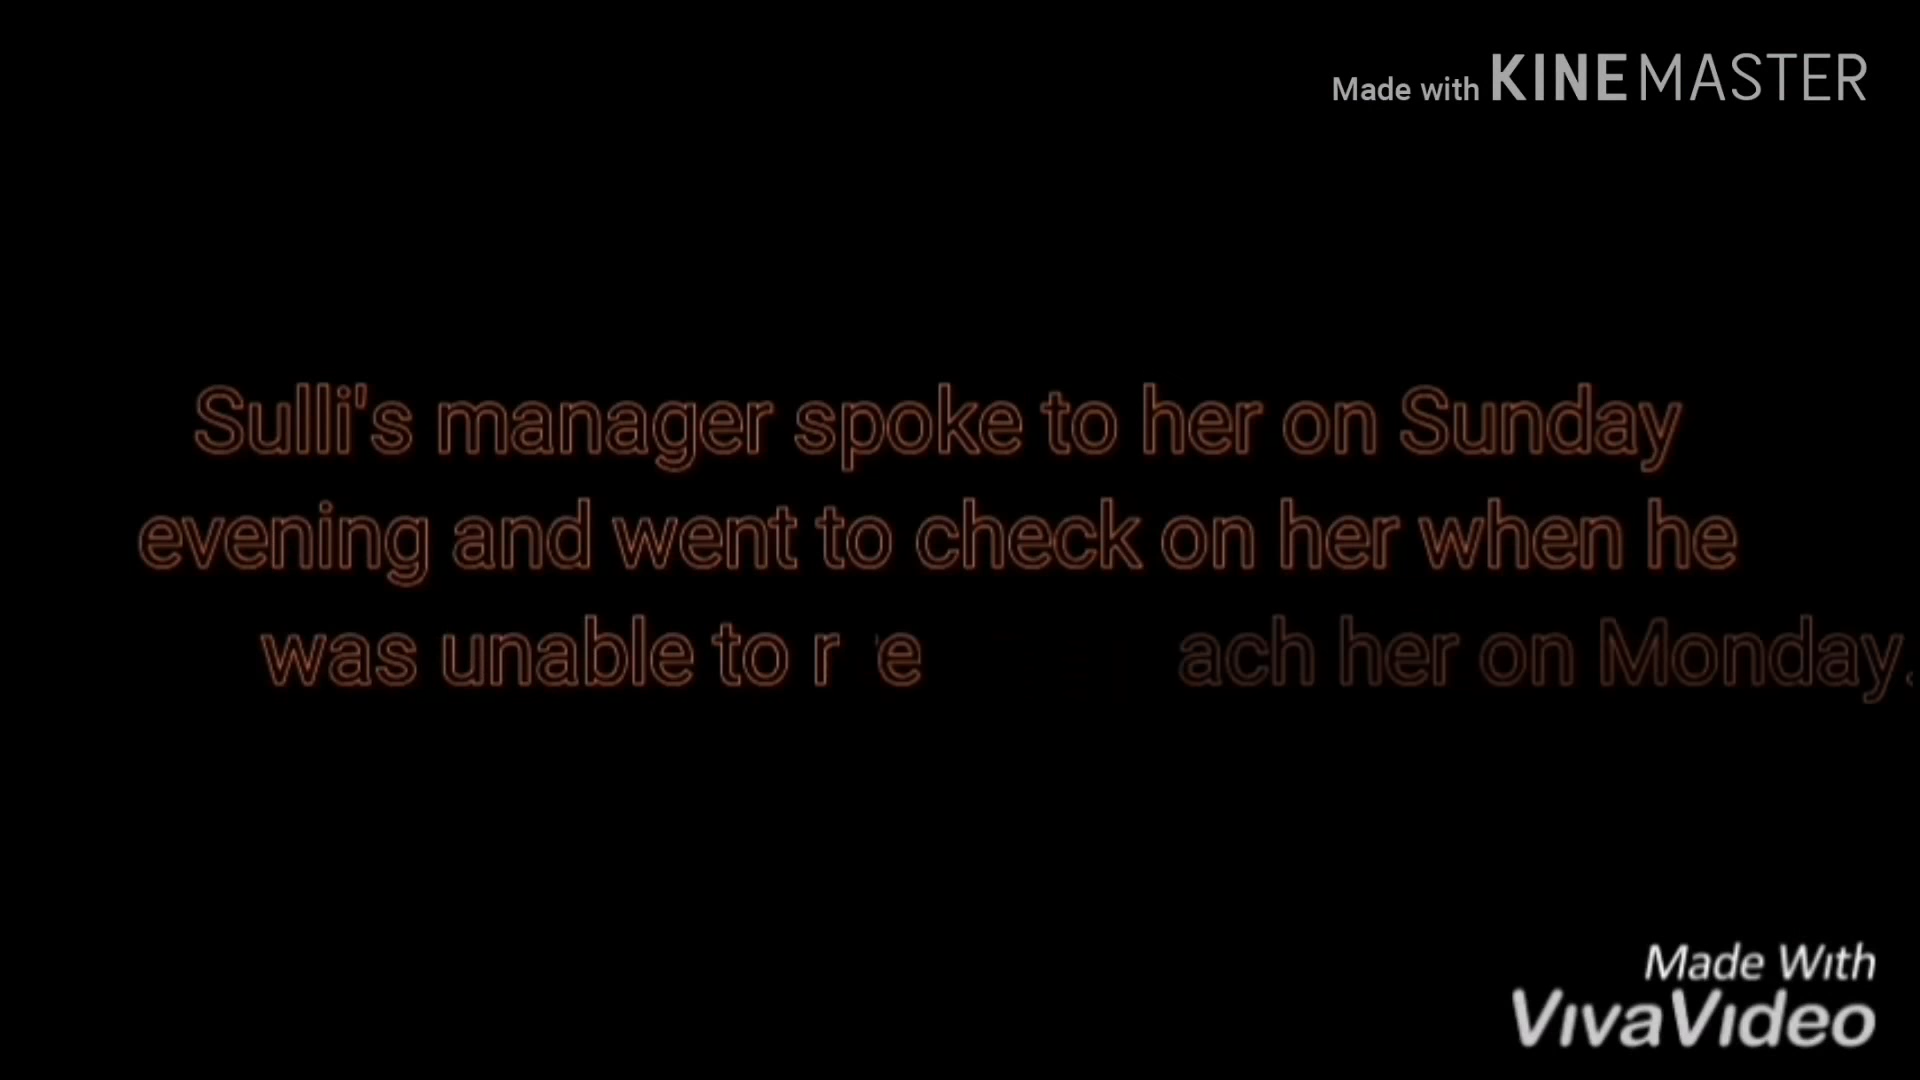 Made with KINEMASTER
Sulli's manager spoke to her on Sunday
evening and went to check on her when he
was unable to r e ach her on Monday.
Made With
VivaVideo